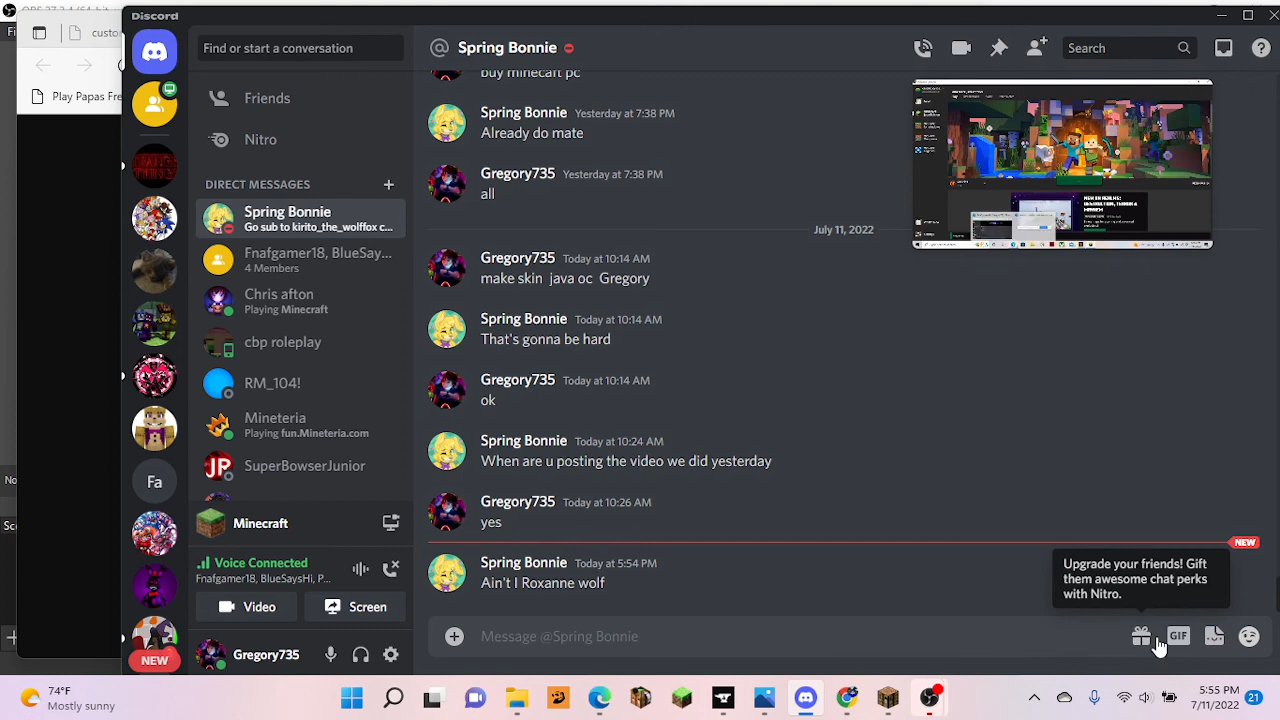 Discord
custo
Play Papas Fre
Find or start a conversation
Friends
Nitro
DIRECT MESSAGES
Spring Bonnie
Fnafgamer18, BlueSay...
4 Members
Chris afton
Playing Minecraft
cbp roleplay
RM_104!
Mineteria
Playing fun.Mineteria.com
SuperBowserJunior
Fa
NEW
Minecraft
Voice Connected
Fnafgamer18, BlueSaysHi, P...
Video
Screen
Gregory735
Spring Bonnie
Search
buy minecaft pc
Spring Bonnie Yesterday at 7:38 PM
Already do mate
Gregory735 Yesterday at 7:38 PM
all
July 11, 2022
Gregory735 Today at 10:14 AM
make skin java oc Gregory
Spring Bonnie Today at 10:14 AM
That's gonna be hard
Gregory735 Today at 10:14 AM
ok
Spring Bonnie Today at 10:24 AM
When are u posting the video we did yesterday
Gregory735 Today at 10:26 AM
yes
NEW
Spring Bonnie Today at 5:54 PM
Ain't I Roxanne wolf
Upgrade your friends! Gift
them awesome chat perks
with Nitro.
Message @Spring Bonnie
GIF
74°F
Mostly sunny
5:55 PM
7/11/2022
21